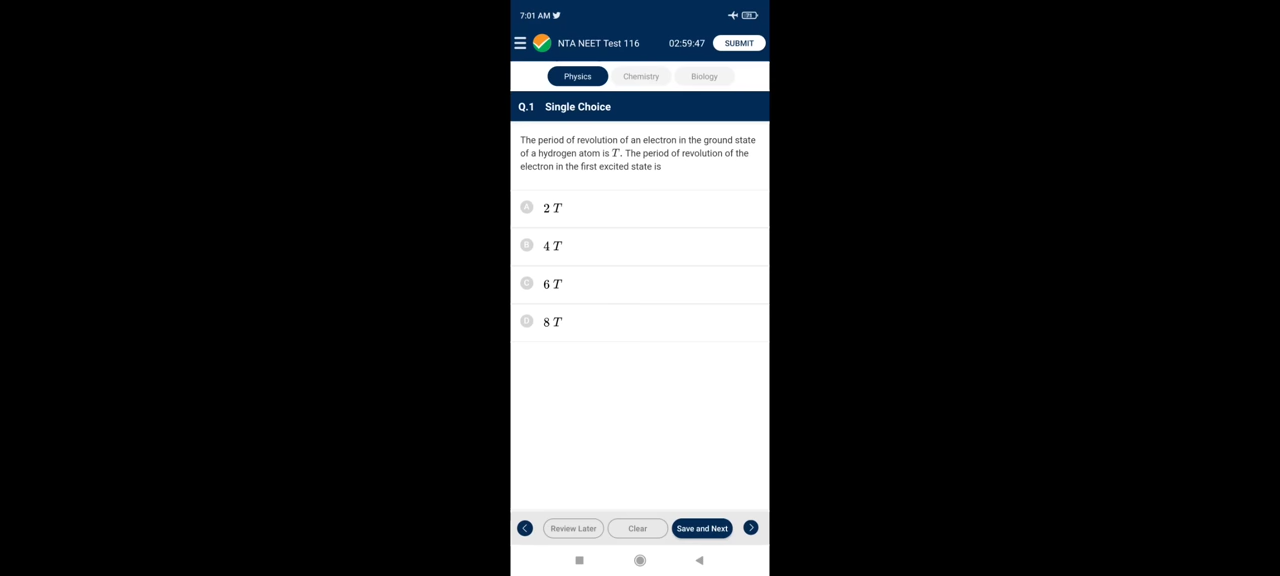 7:01 AM
NTA NEET Test 116 02:59:47 SUBMIT
Physics Chemistry Biology
Q.1 Single Choice
The period of revolution of an electron in the ground state
of a hydrogen atom is T. The period of revolution of the
electron in the first excited state is
A 2 T
B 4 T
C 6 T
D 8 T
Review Later Clear Save and Next